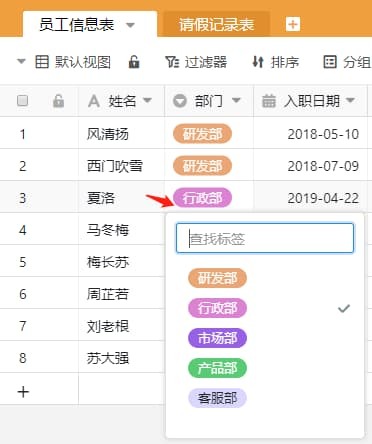 员工信息表 请假记录表
默认视图 过滤器 排序 分组
A 姓名 部门 入职日期
1 风清扬 研发部 2018-05-10
2 西门吹雪 研发部 2018-07-09
3 夏洛 行政部 2019-04-22
4 马冬梅
查找标签
5 梅长苏
研发部
6 周芷若
行政部
7 刘老根
市场部
8 苏大强
产品部
客服部